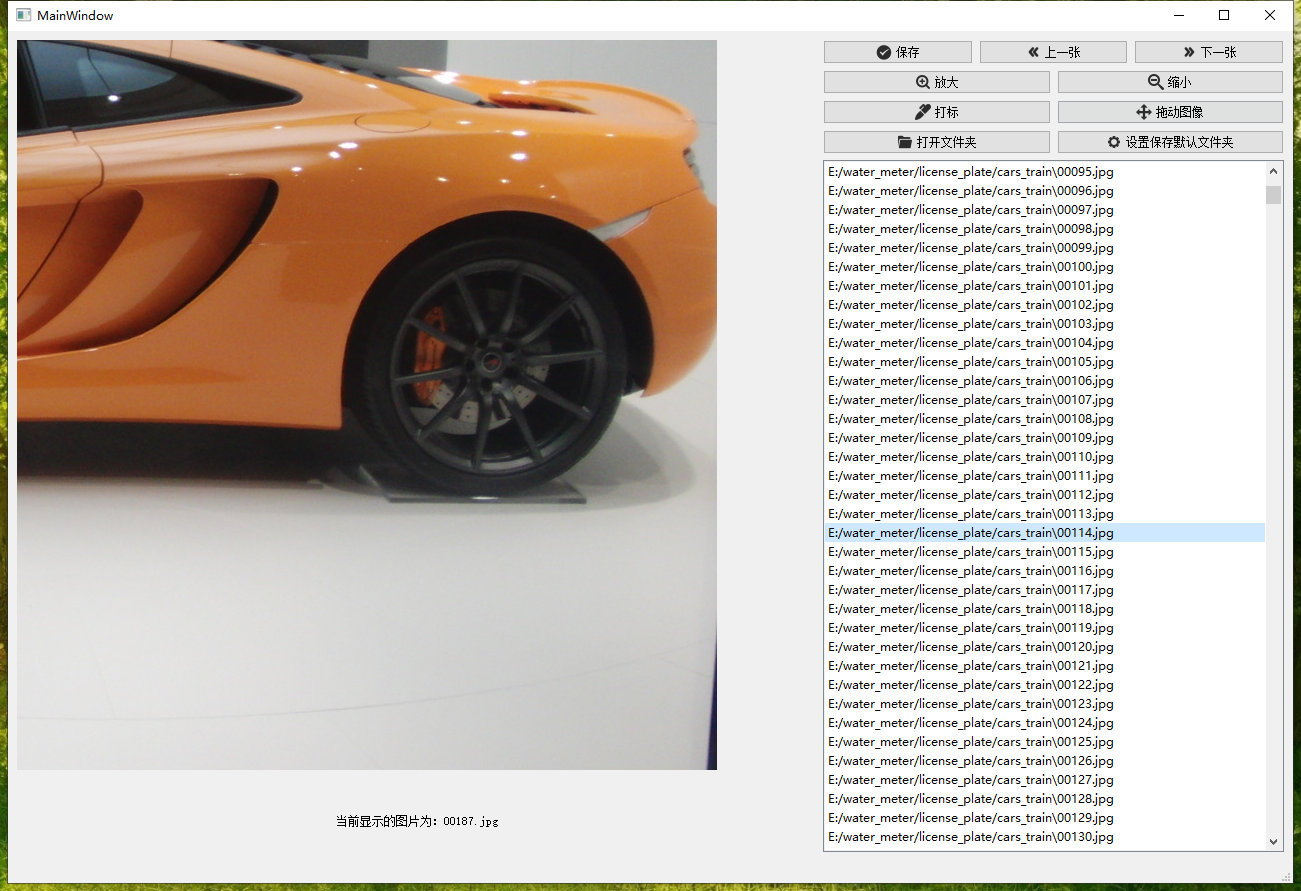 MainWindow
保存 上一张 下一张
放大 缩小
打标 拖动图像
打开文件夹 设置保存默认文件夹
E:/water_meter/license_plate/cars_train\00095.jpg
E:/water_meter/license_plate/cars_train\00096.jpg
E:/water_meter/license_plate/cars_train\00097.jpg
E:/water_meter/license_plate/cars_train\00098.jpg
E:/water_meter/license_plate/cars_train\00099.jpg
E:/water_meter/license_plate/cars_train\00100.jpg
E:/water_meter/license_plate/cars_train\00101.jpg
E:/water_meter/license_plate/cars_train\00102.jpg
E:/water_meter/license_plate/cars_train\00103.jpg
E:/water_meter/license_plate/cars_train\00104.jpg
E:/water_meter/license_plate/cars_train\00105.jpg
E:/water_meter/license_plate/cars_train\00106.jpg
E:/water_meter/license_plate/cars_train\00107.jpg
E:/water_meter/license_plate/cars_train\00108.jpg
E:/water_meter/license_plate/cars_train\00109.jpg
E:/water_meter/license_plate/cars_train\00110.jpg
E:/water_meter/license_plate/cars_train\00111.jpg
E:/water_meter/license_plate/cars_train\00112.jpg
E:/water_meter/license_plate/cars_train\00113.jpg
E:/water_meter/license_plate/cars_train\00114.jpg
E:/water_meter/license_plate/cars_train\00115.jpg
E:/water_meter/license_plate/cars_train\00116.jpg
E:/water_meter/license_plate/cars_train\00117.jpg
E:/water_meter/license_plate/cars_train\00118.jpg
E:/water_meter/license_plate/cars_train\00119.jpg
E:/water_meter/license_plate/cars_train\00120.jpg
E:/water_meter/license_plate/cars_train\00121.jpg
E:/water_meter/license_plate/cars_train\00122.jpg
E:/water_meter/license_plate/cars_train\00123.jpg
E:/water_meter/license_plate/cars_train\00124.jpg
E:/water_meter/license_plate/cars_train\00125.jpg
E:/water_meter/license_plate/cars_train\00126.jpg
E:/water_meter/license_plate/cars_train\00127.jpg
E:/water_meter/license_plate/cars_train\00128.jpg
E:/water_meter/license_plate/cars_train\00129.jpg
E:/water_meter/license_plate/cars_train\00130.jpg
当前显示的图片为：00187.jpg